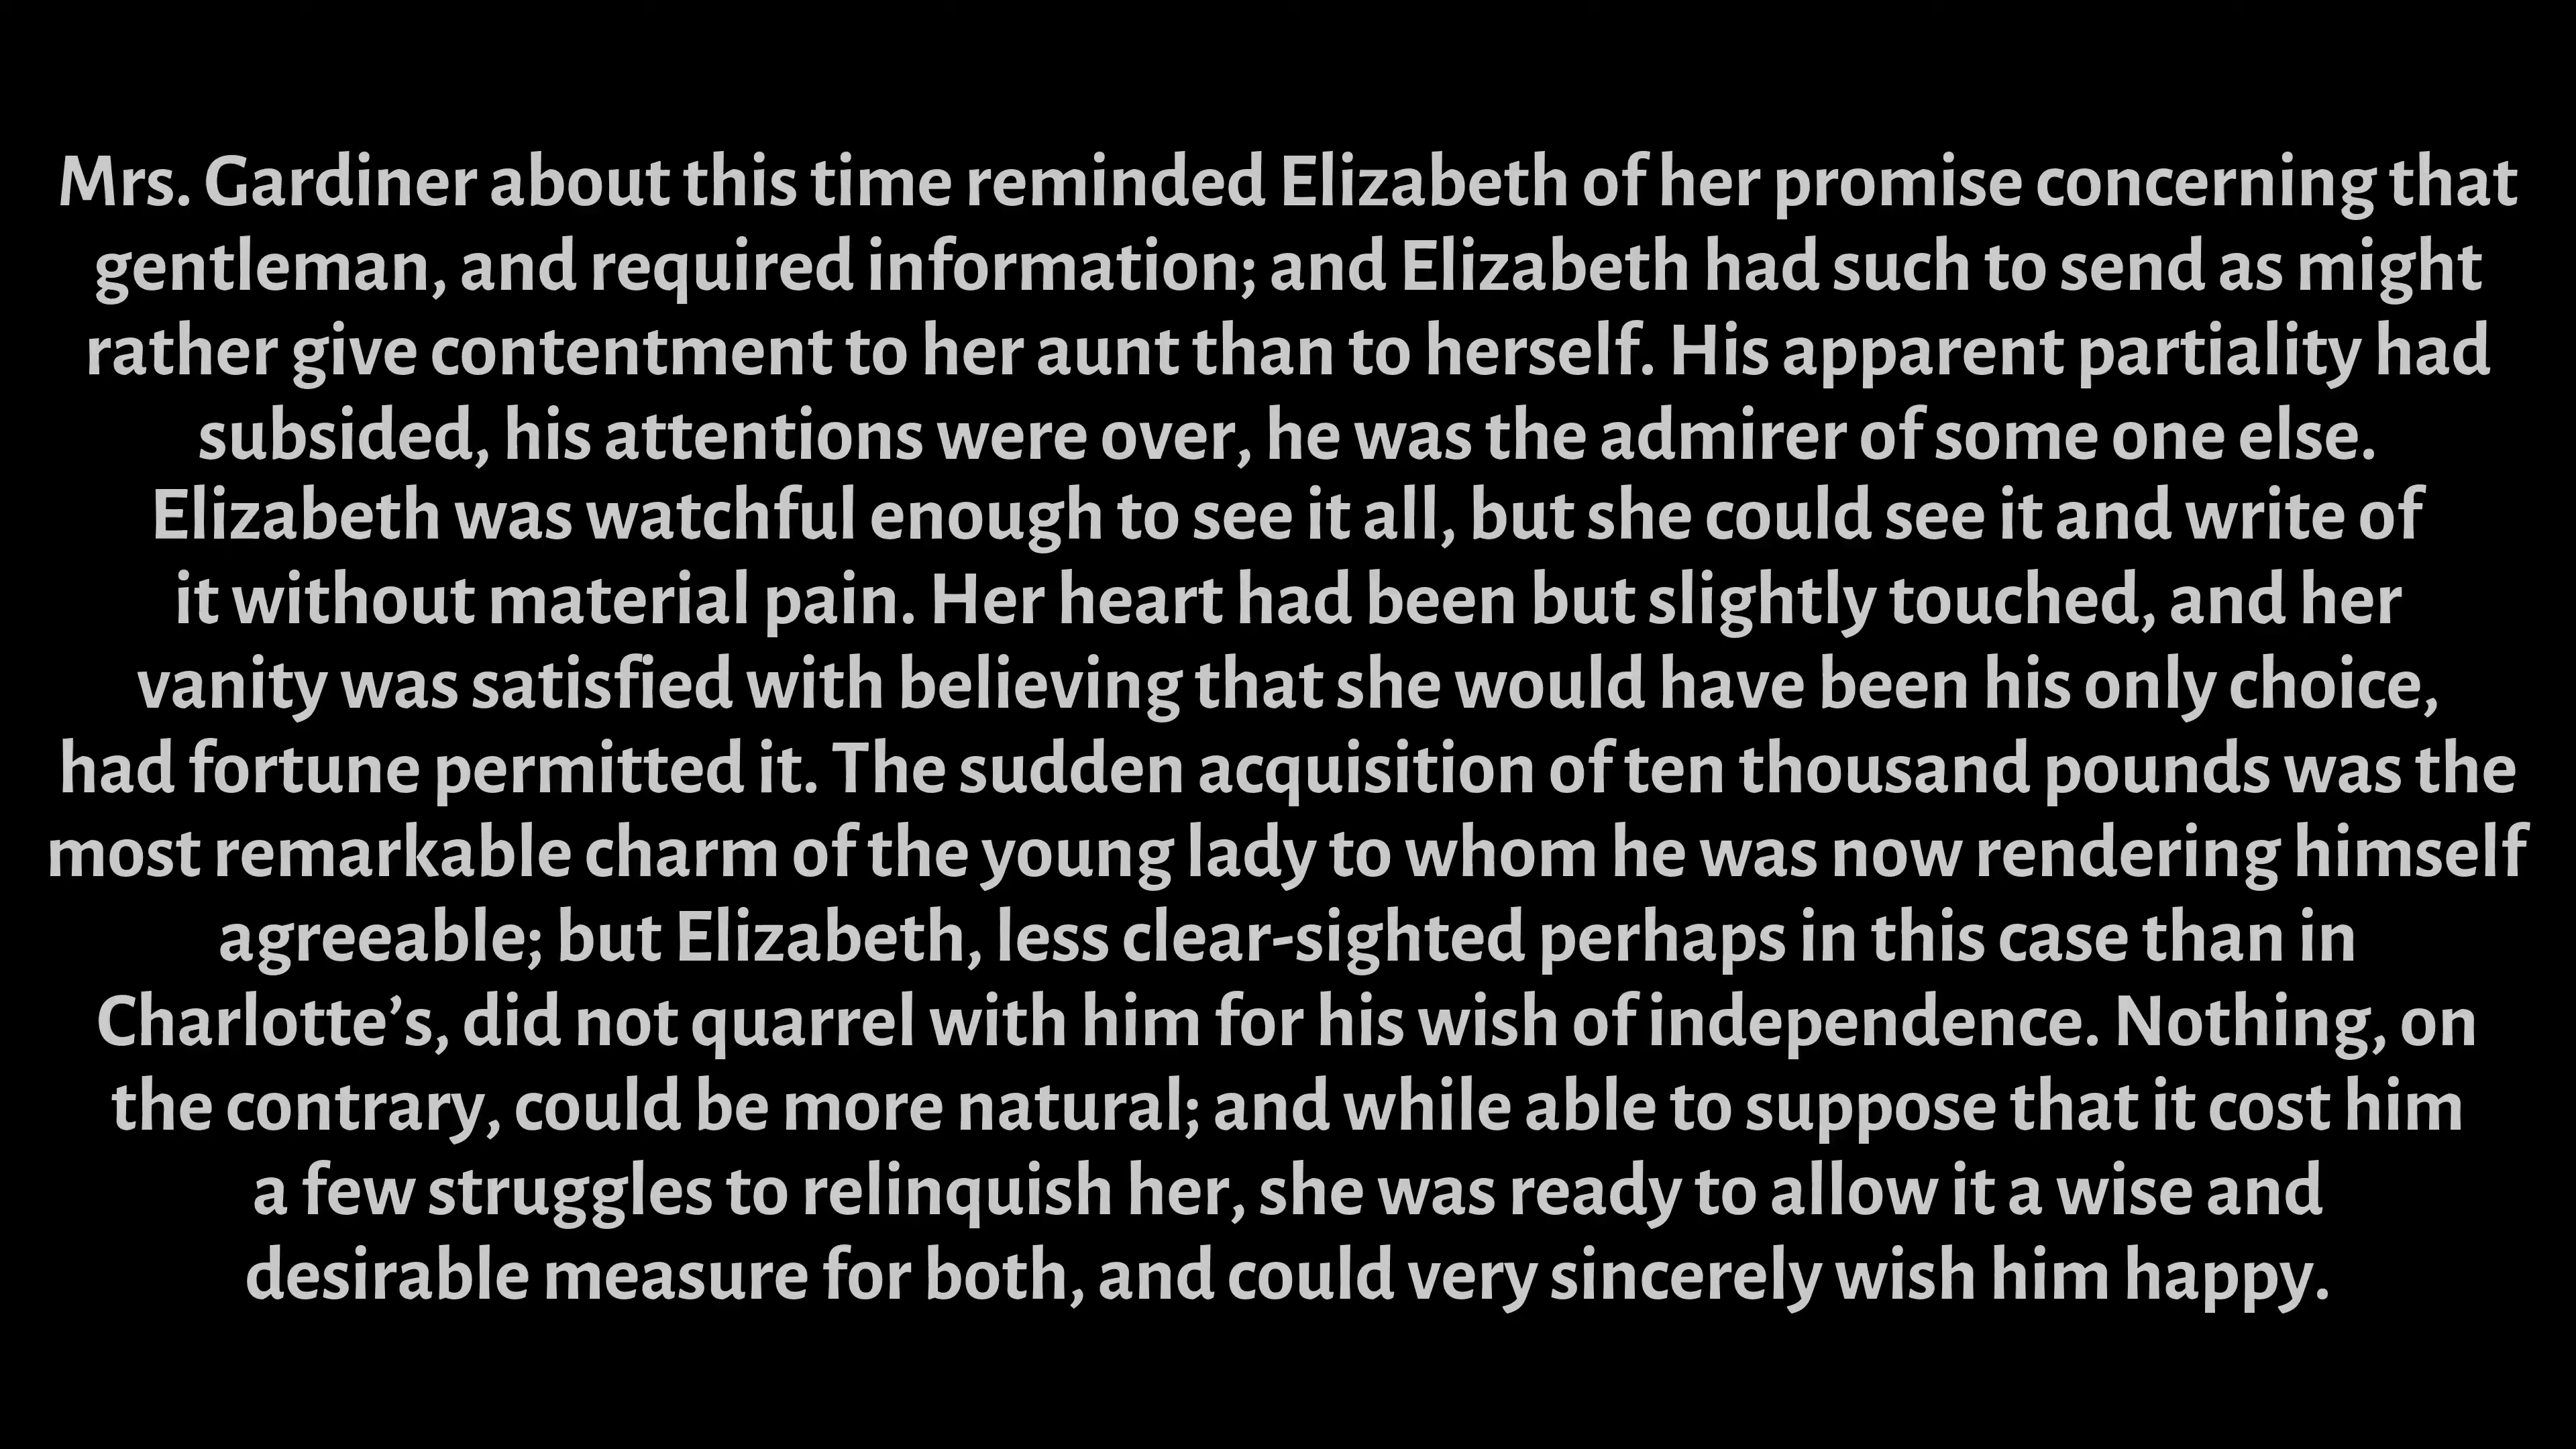 Mrs. Gardiner about this time reminded Elizabeth of her promise concerning that
gentleman, and required information; and Elizabeth had such to send as might
rather give contentment to her aunt than to herself. His apparent partiality had
subsided, his attentions were over, he was the admirer of some one else.
Elizabeth was watchful enough to see it all, but she could see it and write of
it without material pain. Her heart had been but slightly touched, and her
vanity was satisfied with believing that she would have been his only choice,
had fortune permitted it. The sudden acquisition of ten thousand pounds was the
most remarkable charm of the young lady to whom he was now rendering himself
agreeable; but Elizabeth, less clear-sighted perhaps in this case than in
Charlotte’s, did not quarrel with him for his wish of independence. Nothing, on
the contrary, could be more natural; and while able to suppose that it cost him
a few struggles to relinquish her, she was ready to allow it a wise and
desirable measure for both, and could very sincerely wish him happy.